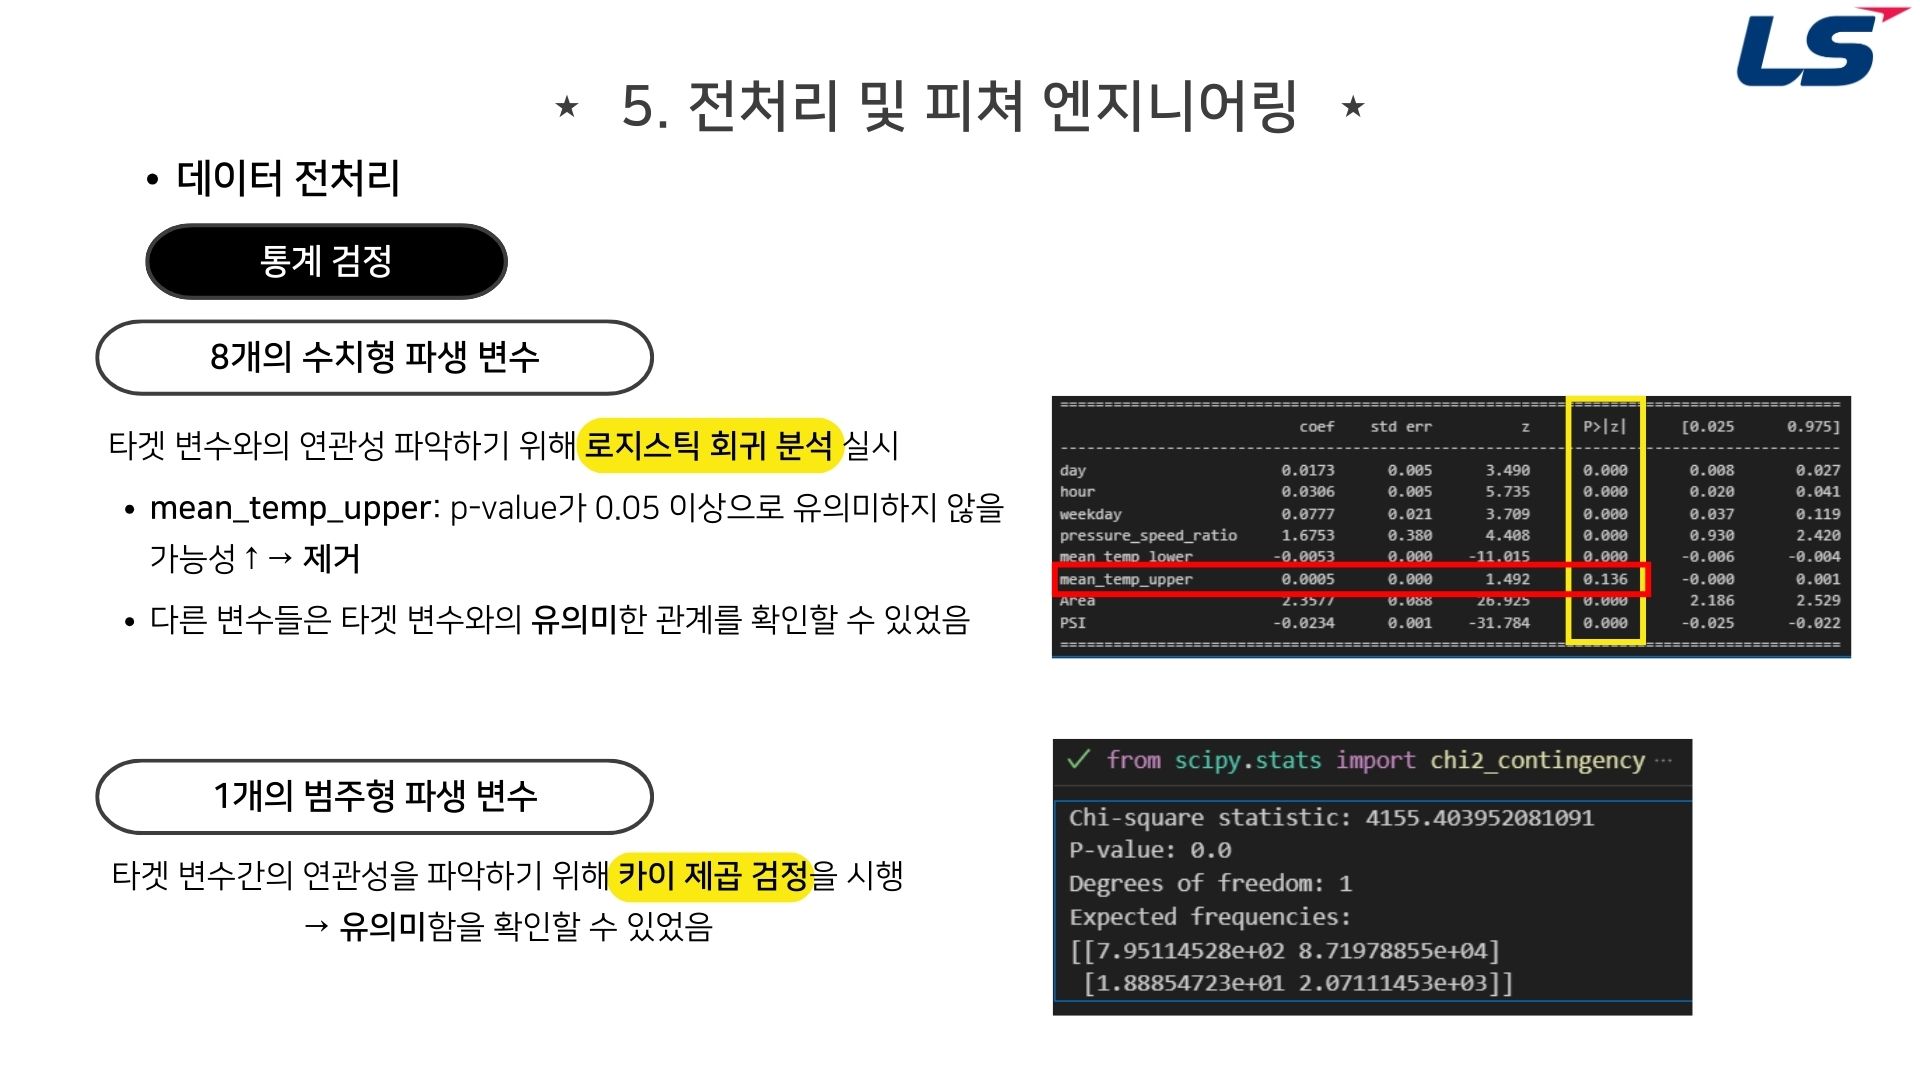 LS
★ 5. 전처리 및 피쳐 엔지니어링 ★
• 데이터 전처리
통계 검정
8개의 수치형 파생 변수
타겟 변수와의 연관성 파악하기 위해 로지스틱 회귀 분석 실시
• mean_temp_upper: p-value가 0.05 이상으로 유의미하지 않을
가능성↑→ 제거
• 다른 변수들은 타겟 변수와의 유의미한 관계를 확인할 수 있었음
coef std err z P>|z| [0.025 0.975]
day 0.0173 0.005 3.490 0.000 0.008 0.027
hour 0.0306 0.005 5.735 0.000 0.020 0.041
weekday 0.0777 0.021 3.709 0.000 0.037 0.119
pressure_speed_ratio 1.6753 0.380 4.408 0.000 0.930 2.420
mean_temp_lower -0.0053 0.000 -11.015 0.000 -0.006 -0.004
mean_temp_upper 0.0005 0.000 1.492 0.136 -0.000 0.001
Area 2.3577 0.088 26.925 0.000 2.186 2.529
PSI -0.0234 0.001 -31.784 0.000 -0.025 -0.022
1개의 범주형 파생 변수
타겟 변수간의 연관성을 파악하기 위해 카이 제곱 검정을 시행
→ 유의미함을 확인할 수 있었음
✓ from scipy.stats import chi2_contingency ···
Chi-square statistic: 4155.403952081091
P-value: 0.0
Degrees of freedom: 1
Expected frequencies:
[[7.95114528e+02 8.71978855e+04]
[1.88854723e+01 2.07111453e+03]]